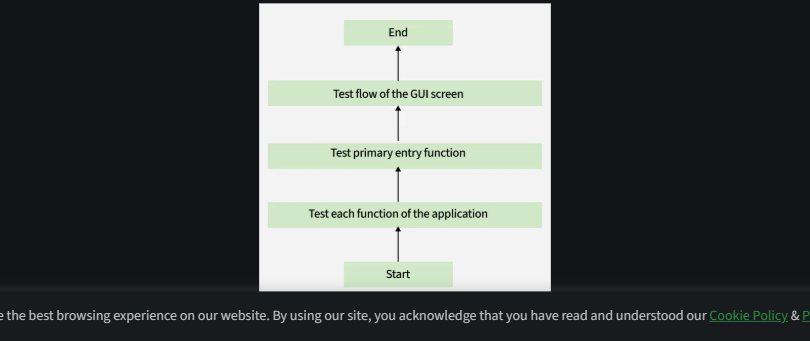 End
Test flow of the GUI screen
Test primary entry function
Test each function of the application
Start
the best browsing experience on our website. By using our site, you acknowledge that you have read and understood our Cookie Policy &